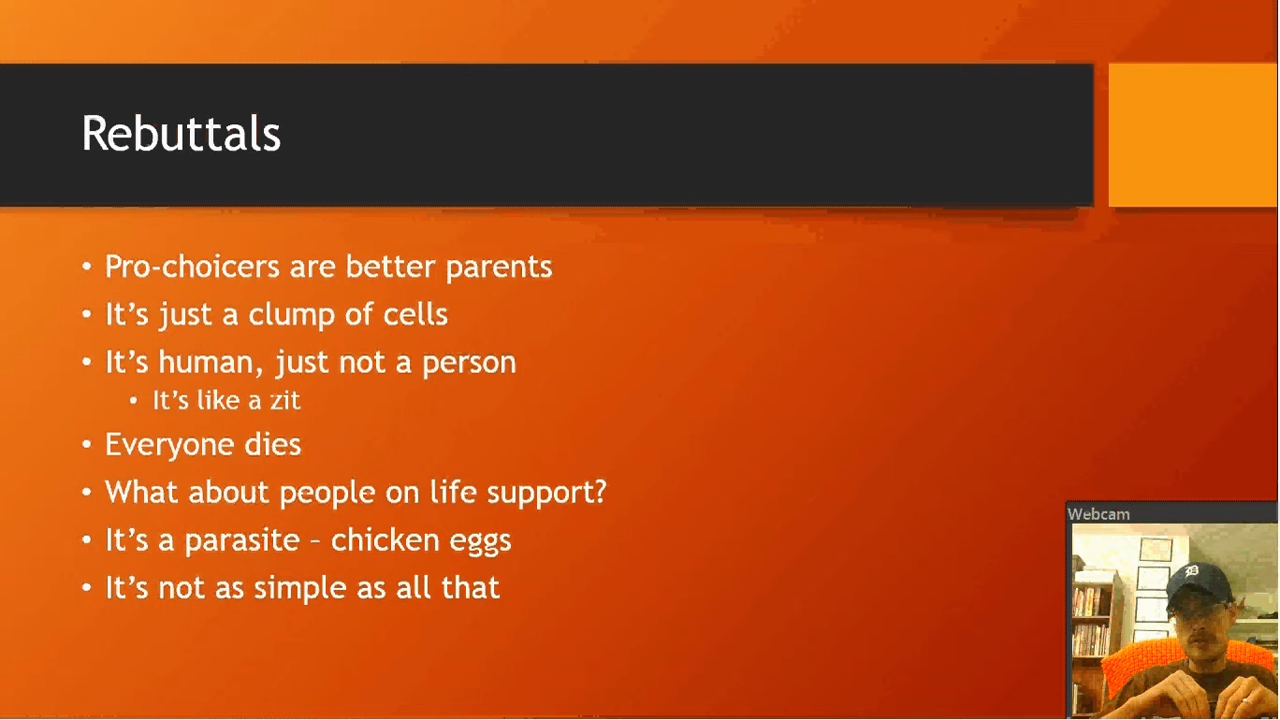 Rebuttals
• Pro-choicers are better parents
• It's just a clump of cells
• It's human, just not a person
• It's like a zit
• Everyone dies
• What about people on life support?
• It's a parasite – chicken eggs
• It's not as simple as all that
Webcam